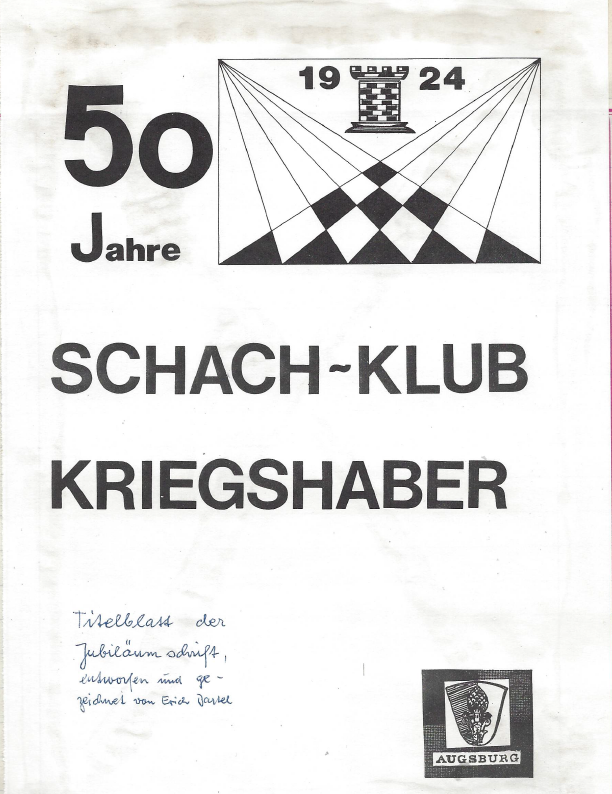 50
Jahre
19 24
SCHACH~KLUB
KRIEGSHABER
Titelblatt der
Jubiläumschrift,
entworfen und ge-
zeichnet von Erich
AUGSBURG